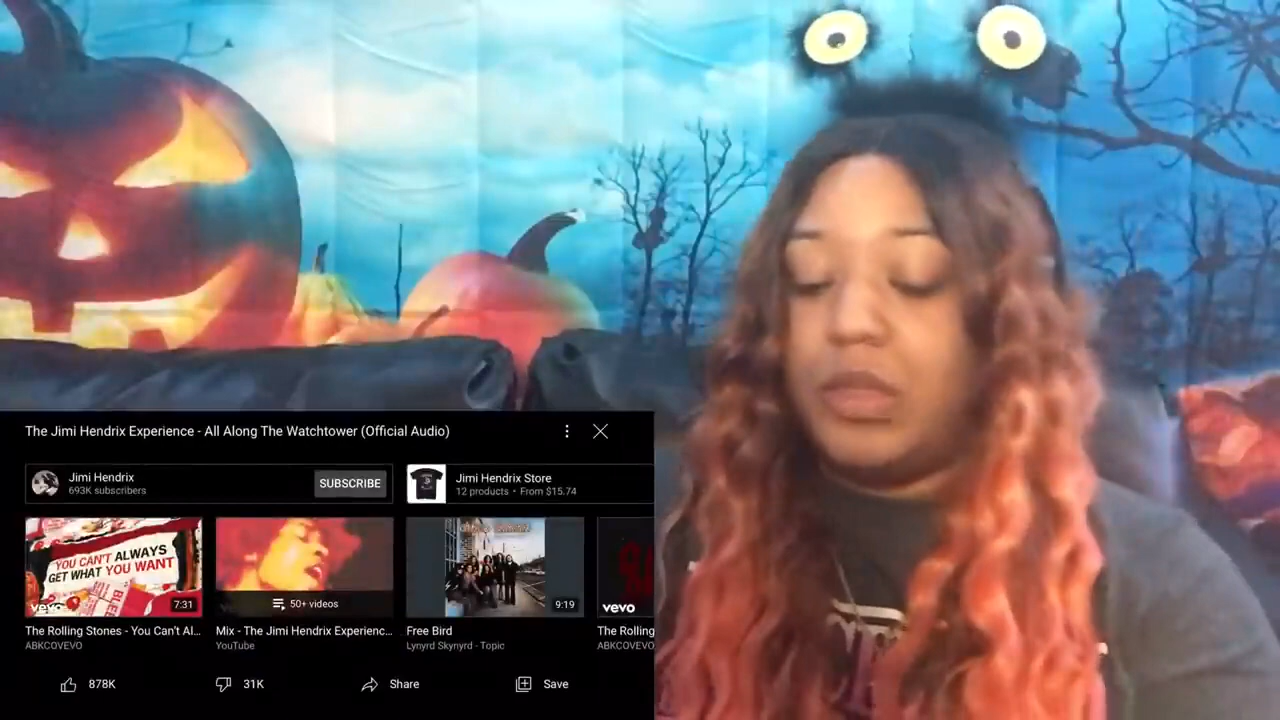 The Jimi Hendrix Experience - All Along The Watchtower (Official Audio)
Jimi Hendrix
693K subscribers
SUBSCRIBE
Jimi Hendrix Store
12 products • From $15.74
YOU CAN'T ALWAYS
GET WHAT YOU WANT
vevo
7:31
50+ videos
9:19
vevo
The Rolling Stones - You Can't Al...
Mix - The Jimi Hendrix Experienc...
Free Bird
The Rolling
ABKCOVEVO
YouTube
Lynyrd Skynyrd - Topic
ABKCOVEVO
878K
31K
Share
Save